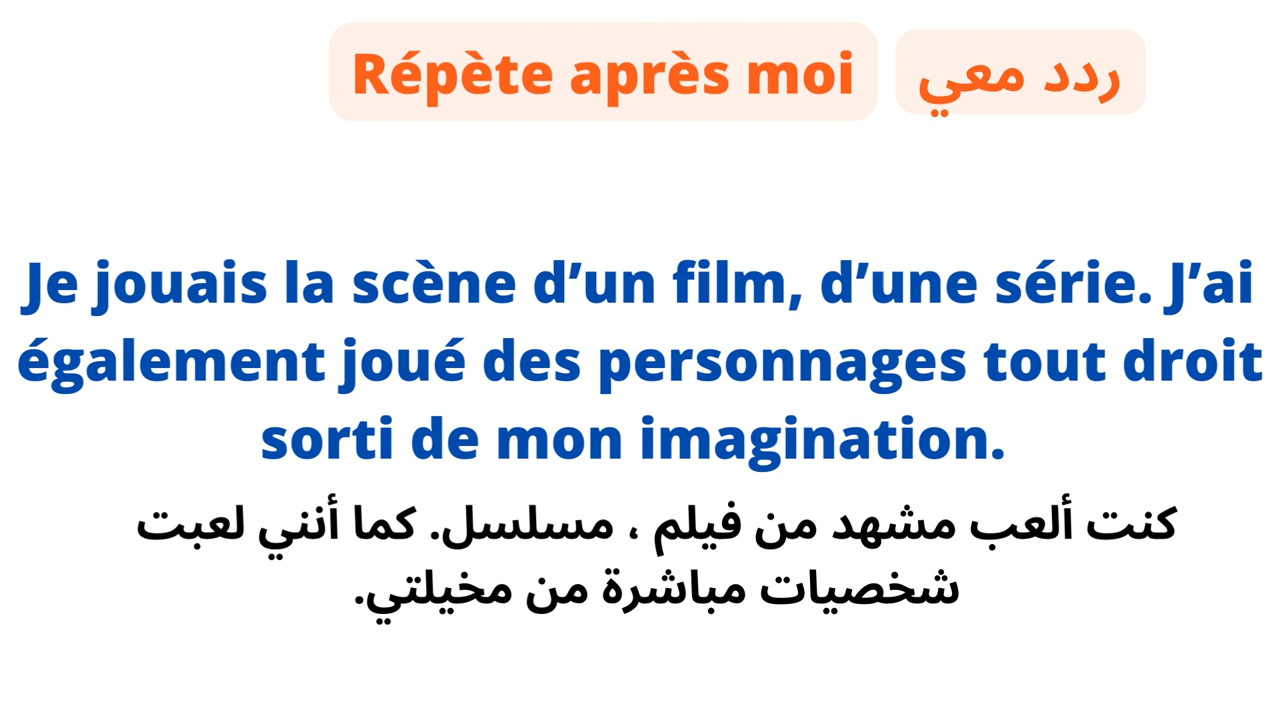 Répète après moi
ردد معي
Je jouais la scène d’un film, d’une série. J’ai
également joué des personnages tout droit
sorti de mon imagination.
كنت ألعب مشهد من فيلم ، مسلسل. كما أنني لعبت
شخصيات مباشرة من مخيلتي.